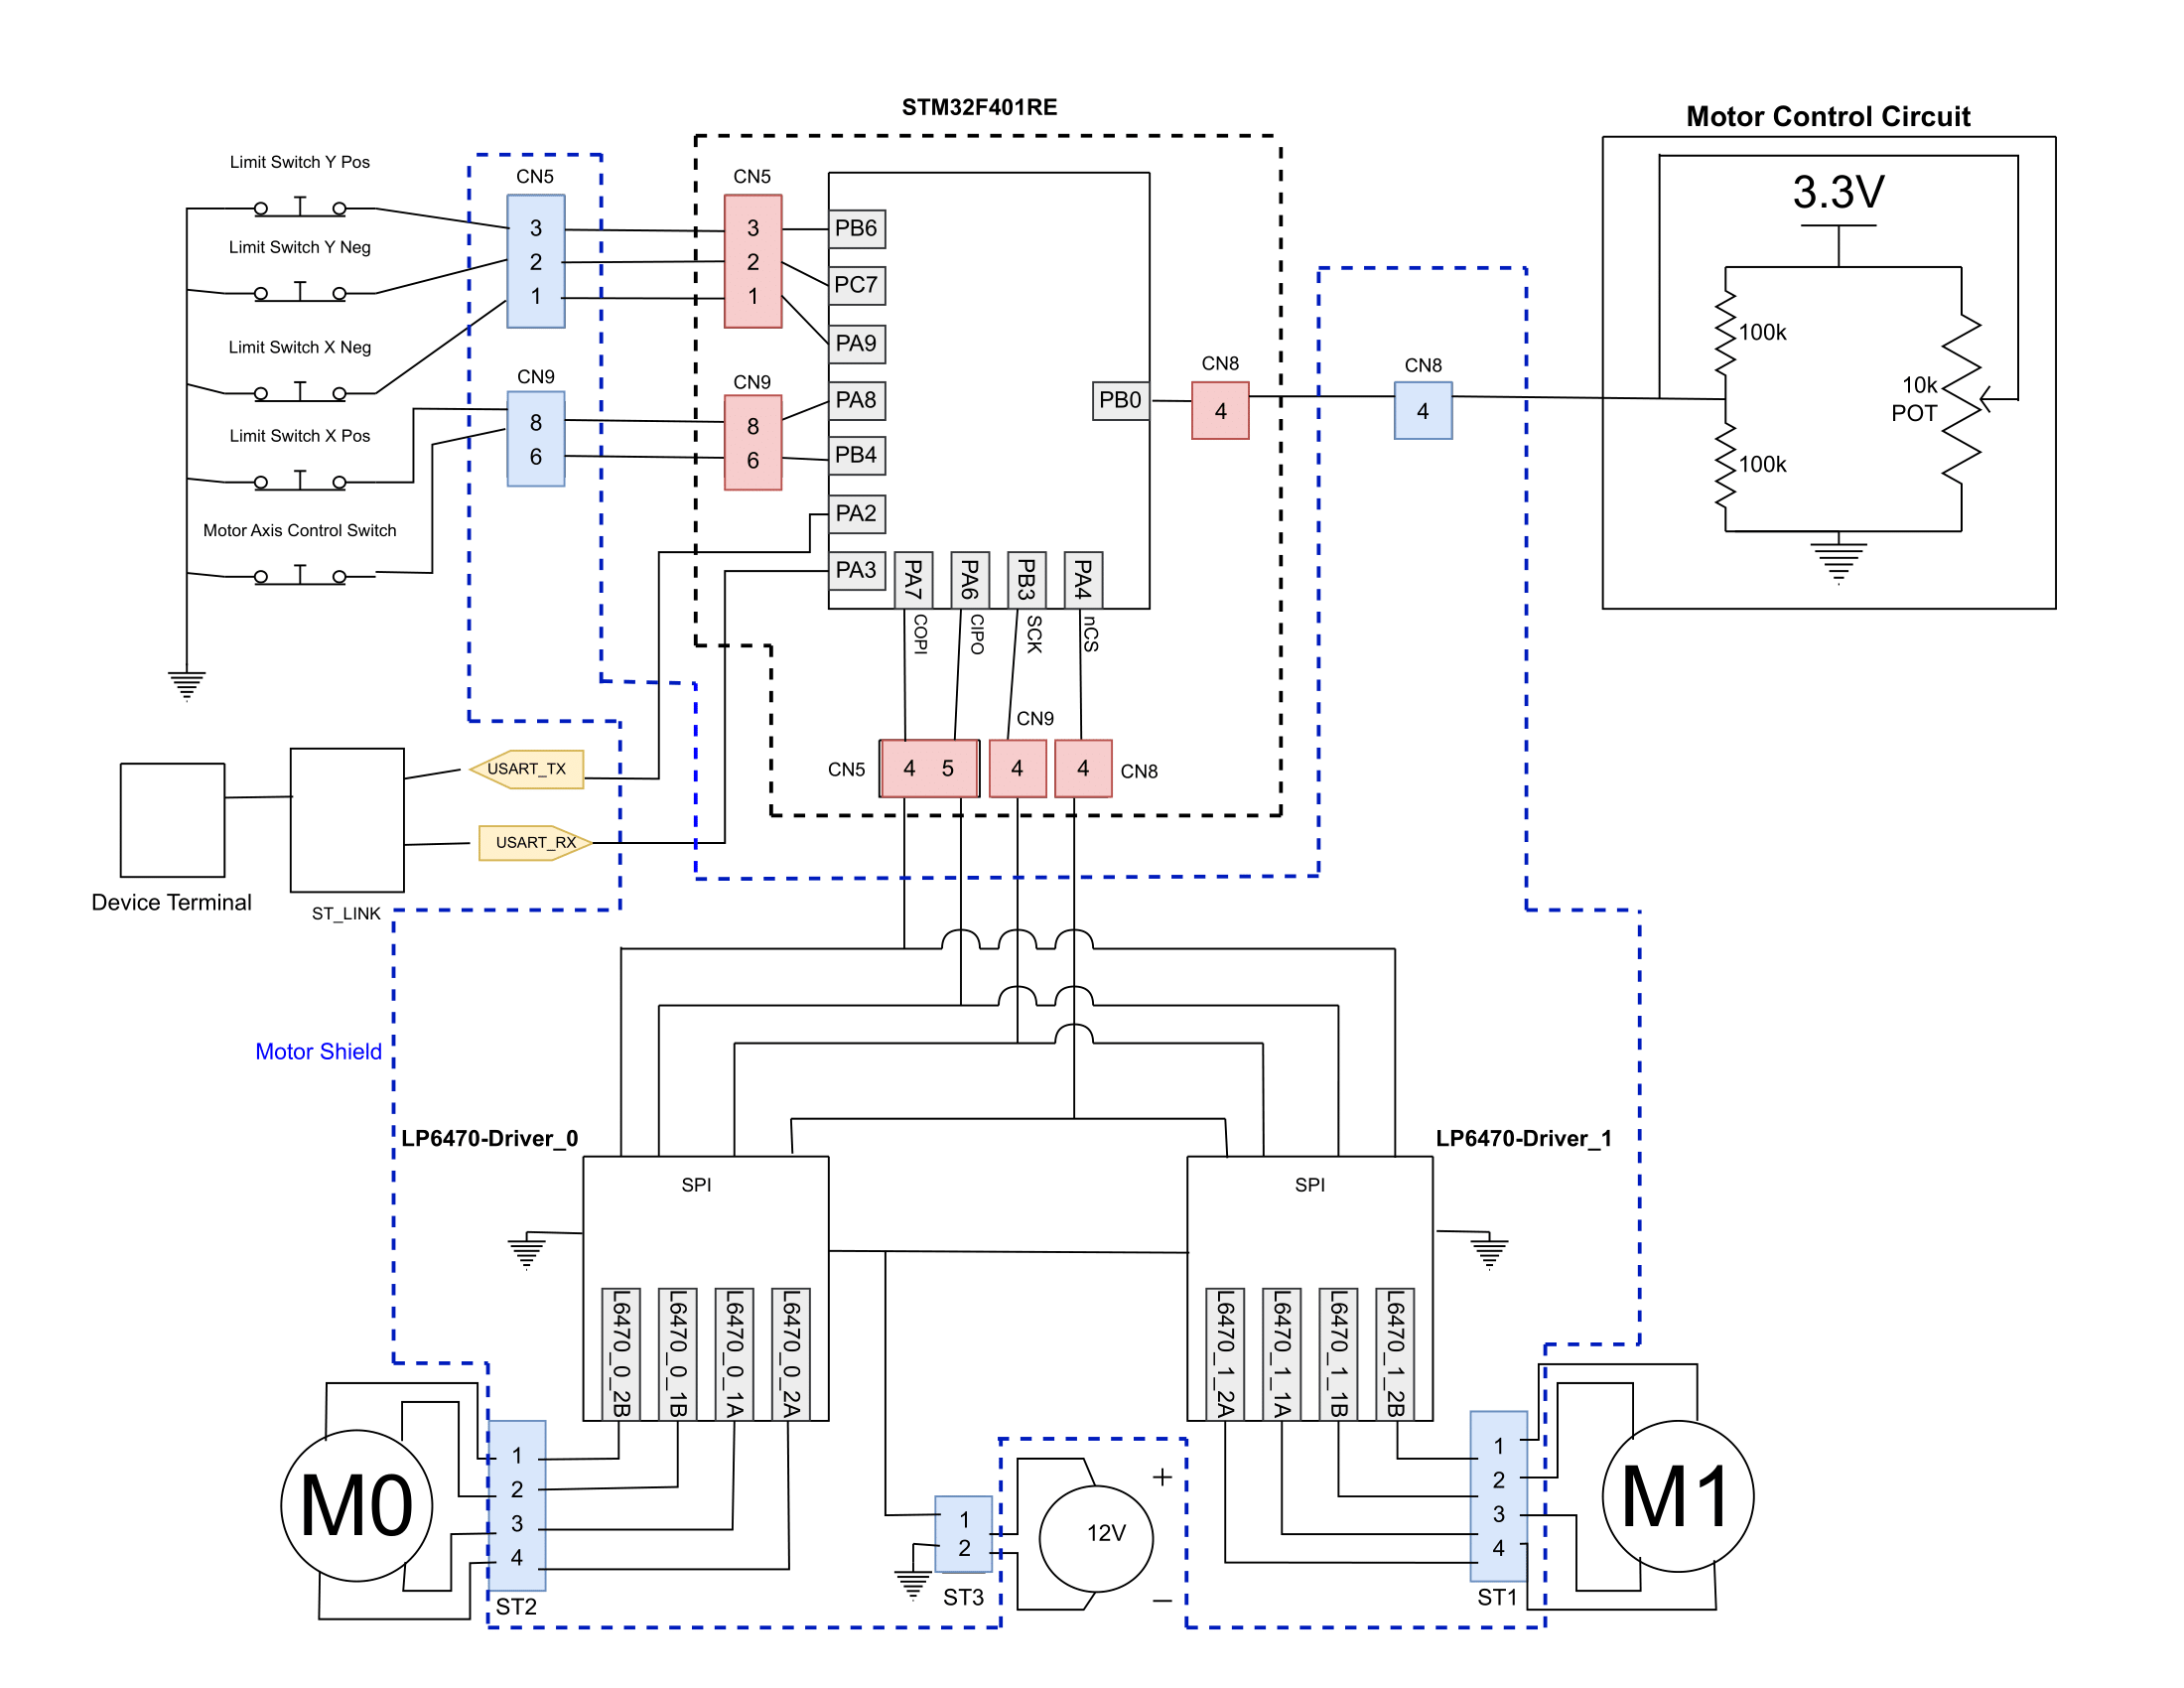 STM32F401RE
Motor Control Circuit
Limit Switch Y Pos
CN5
CN5
3.3V
3
3
PB6
Limit Switch Y Neg
2
2
PC7
1
1
PA9
100k
Limit Switch X Neg
CN9
CN9
CN8
CN8
10k
POT
8
8
PA8
PB0
4
4
Limit Switch X Pos
6
6
PB4
100k
Motor Axis Control Switch
PA2
PA3
PA7
PA6
PB3
PA4
COPI
CIPO
SCK
nCS
CN9
CN5
4
5
4
4
CN8
USART_TX
USART_RX
Device Terminal
ST_LINK
Motor Shield
LP6470-Driver_0
LP6470-Driver_1
SPI
SPI
L6470_0_2B
L6470_0_1B
L6470_0_1A
L6470_0_2A
L6470_1_2A
L6470_1_1A
L6470_1_1B
L6470_1_2B
M0
1
2
3
4
ST2
1
2
ST3
12V
+
–
1
2
3
4
ST1
M1